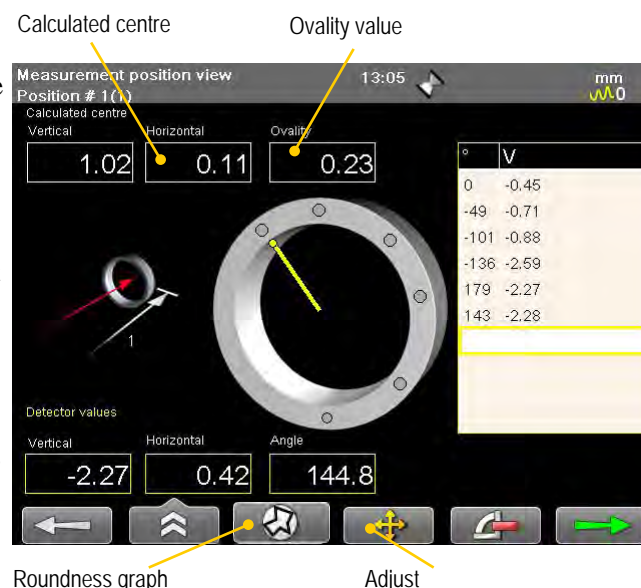 Calculated centre
Ovality value
Measurement position view
13:05
mm
Position # 1(1)
0
Calculated centre
Vertical
Horizontal
Ovality
1.02
0.11
0.23
° V
0 -0.45
-49 -0.71
-101 -0.88
-136 -2.59
179 -2.27
143 -2.28
1
Detector values
Vertical
Horizontal
Angle
-2.27
0.42
144.8
Roundness graph
Adjust